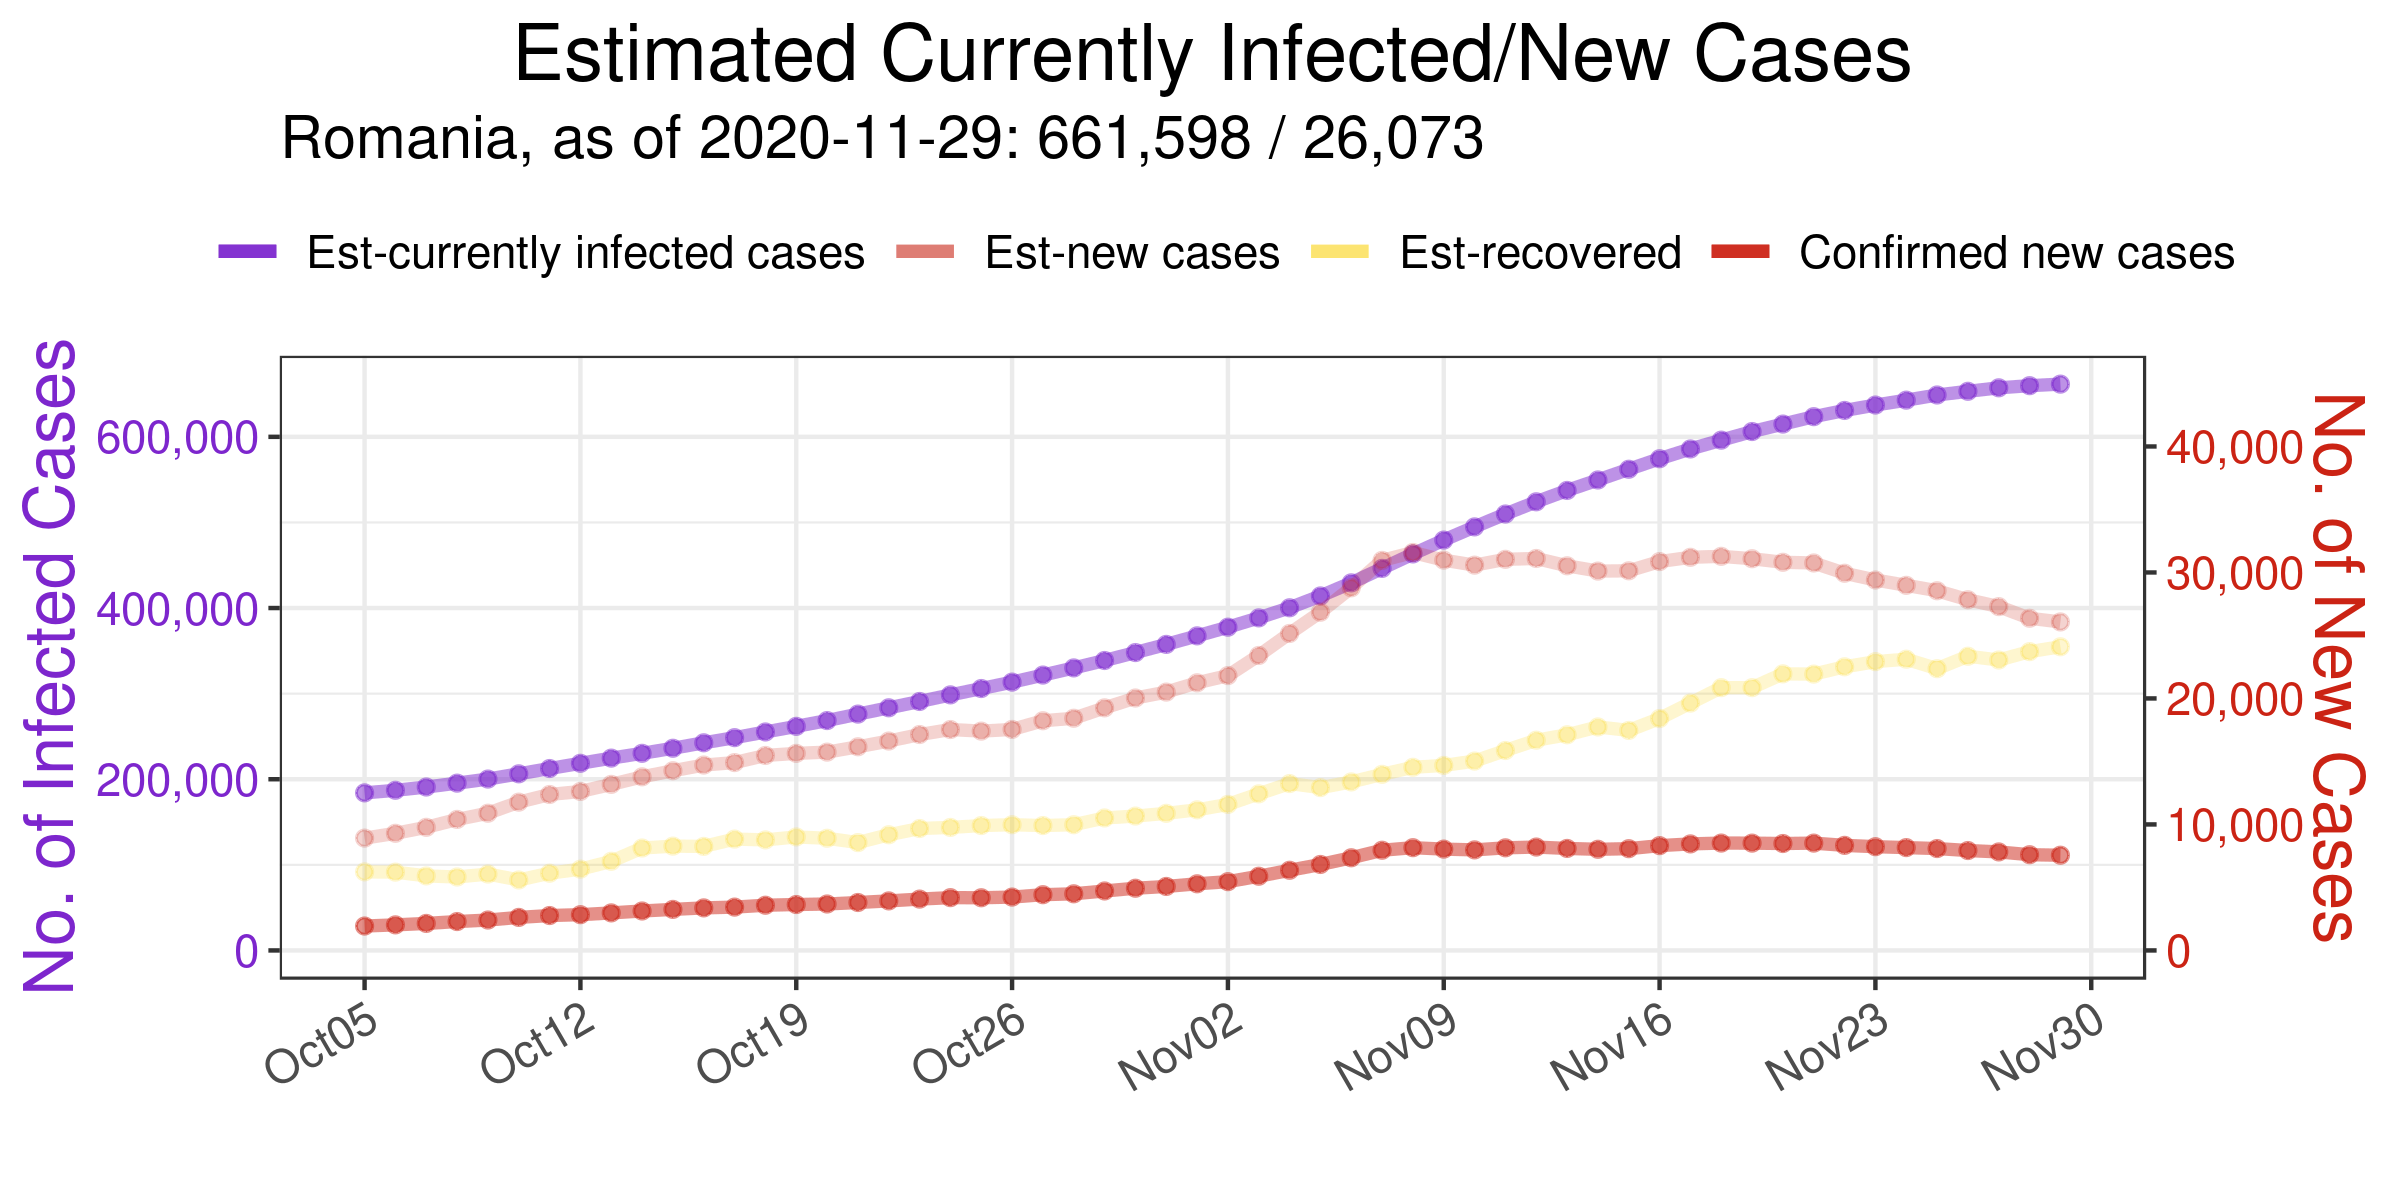 Estimated Currently Infected/New Cases
Romania, as of 2020-11-29: 661,598 / 26,073
Est-currently infected cases Est-new cases Est-recovered Confirmed new cases
No. of Infected Cases
600,000
400,000
200,000
0
No. of New Cases
40,000
30,000
20,000
10,000
0
Oct05 Oct12 Oct19 Oct26 Nov02 Nov09 Nov16 Nov23 Nov30